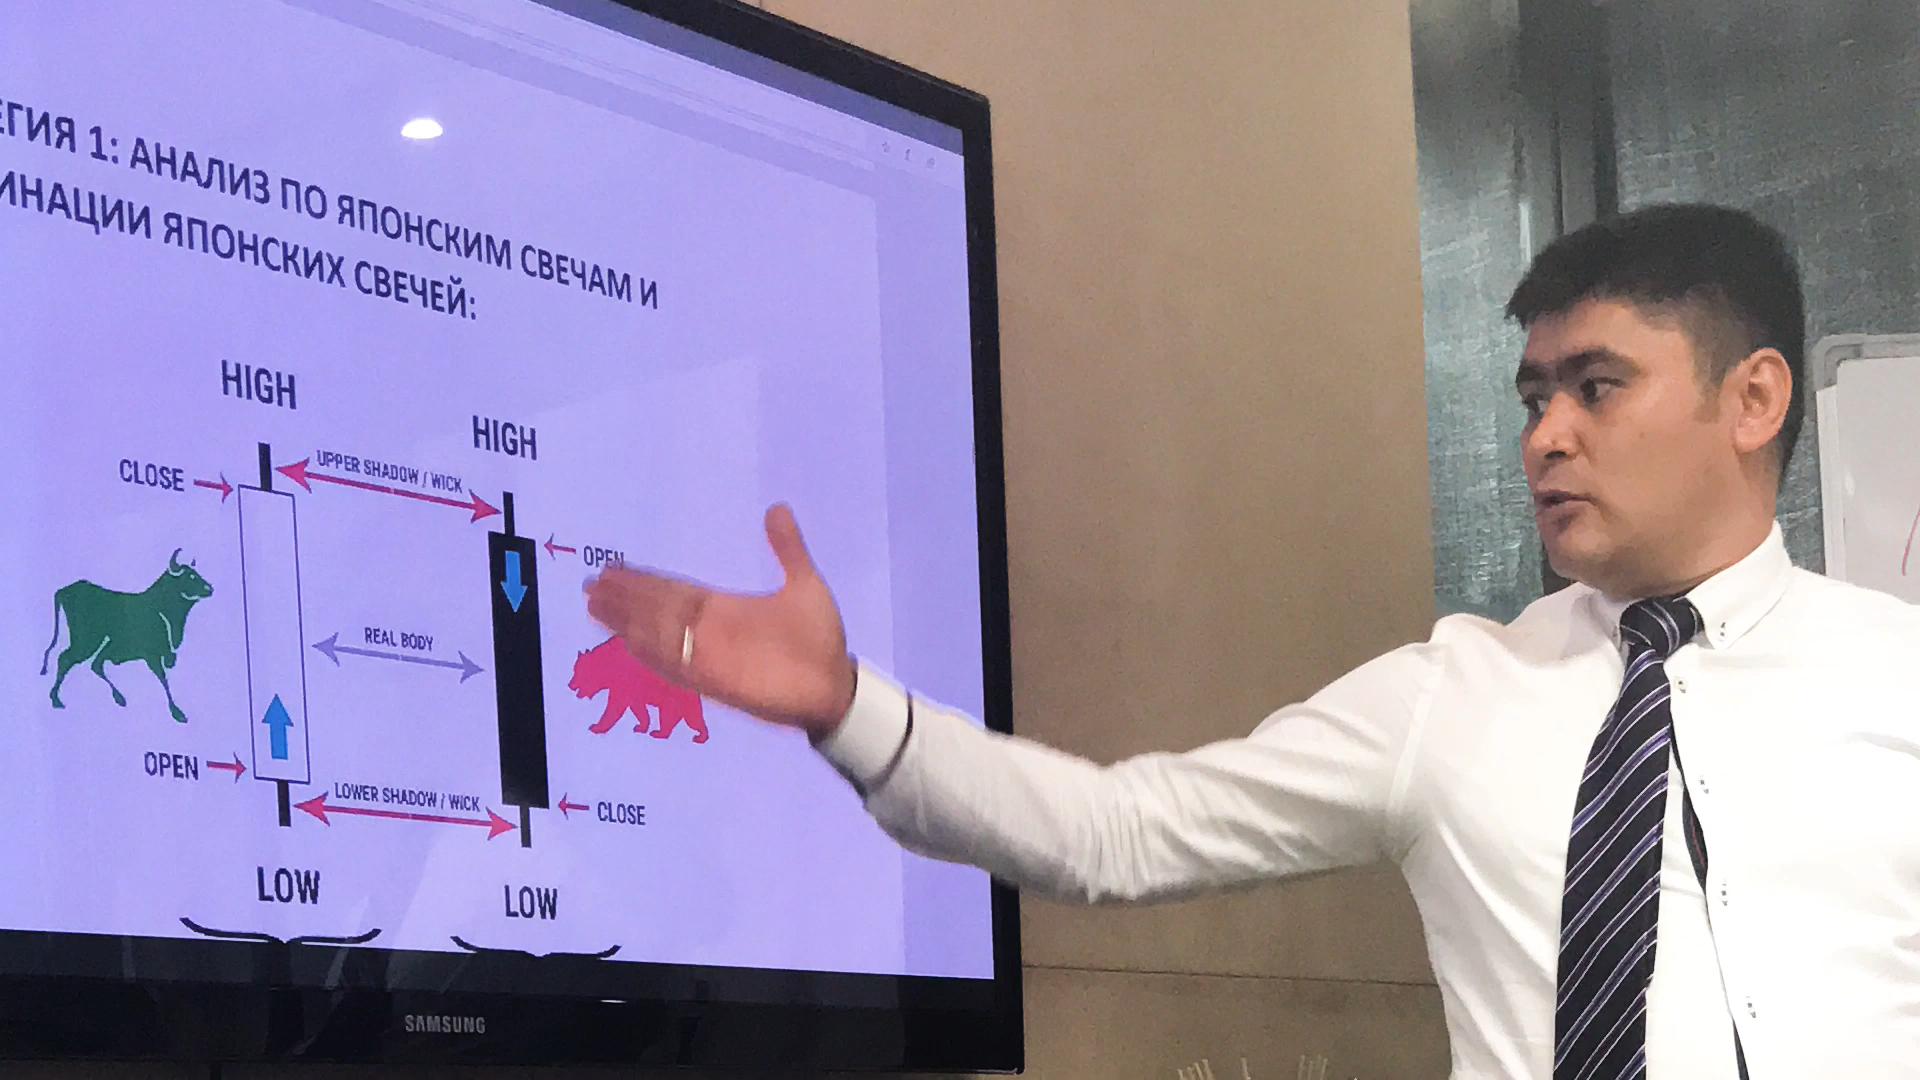 ЕГИЯ 1: АНАЛИЗ ПО ЯПОНСКИМ СВЕЧАМ И
ИНАЦИИ ЯПОНСКИХ СВЕЧЕЙ:
HIGH
HIGH
CLOSE
UPPER SHADOW / WICK
OPEN
REAL BODY
OPEN
LOWER SHADOW / WICK
CLOSE
LOW
LOW
SAMSUNG